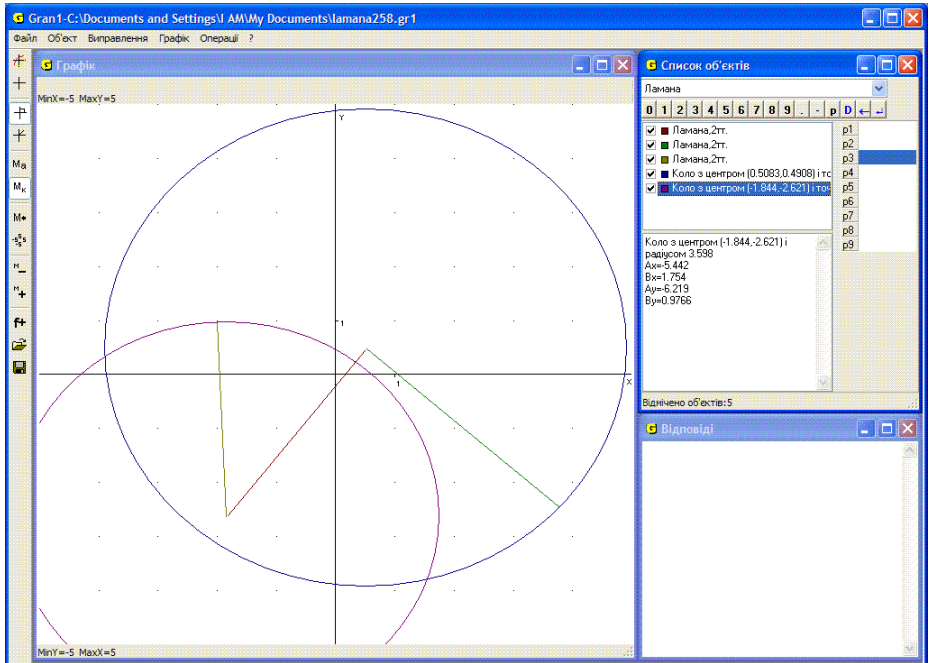 Gran1-C:\Documents and Settings\I AM\My Documents\lamana258.gr1
Файл Об'єкт Виправлення Графік Операції ?
Графік
MinX=-5 MaxY=5
Y
1
1
X
MinY=-5 MaxX=5
Ma
Mк
M*
M
M
f+
Список об'єктів
Ламана
0 1 2 3 4 5 6 7 8 9 . - p D
Ламана,2тт.
Ламана,2тт.
Ламана,2тт.
Коло з центром (0.5083,0.4908) і то
Коло з центром (-1.844,-2.621) і точ
p1
p2
p3
p4
p5
p6
p7
p8
p9
Коло з центром (-1.844,-2.621) і
радіусом 3.598
Ax=-5.442
Bx=1.754
Ay=-6.219
By=0.9766
Відмічено об'єктів:5
Відповіді